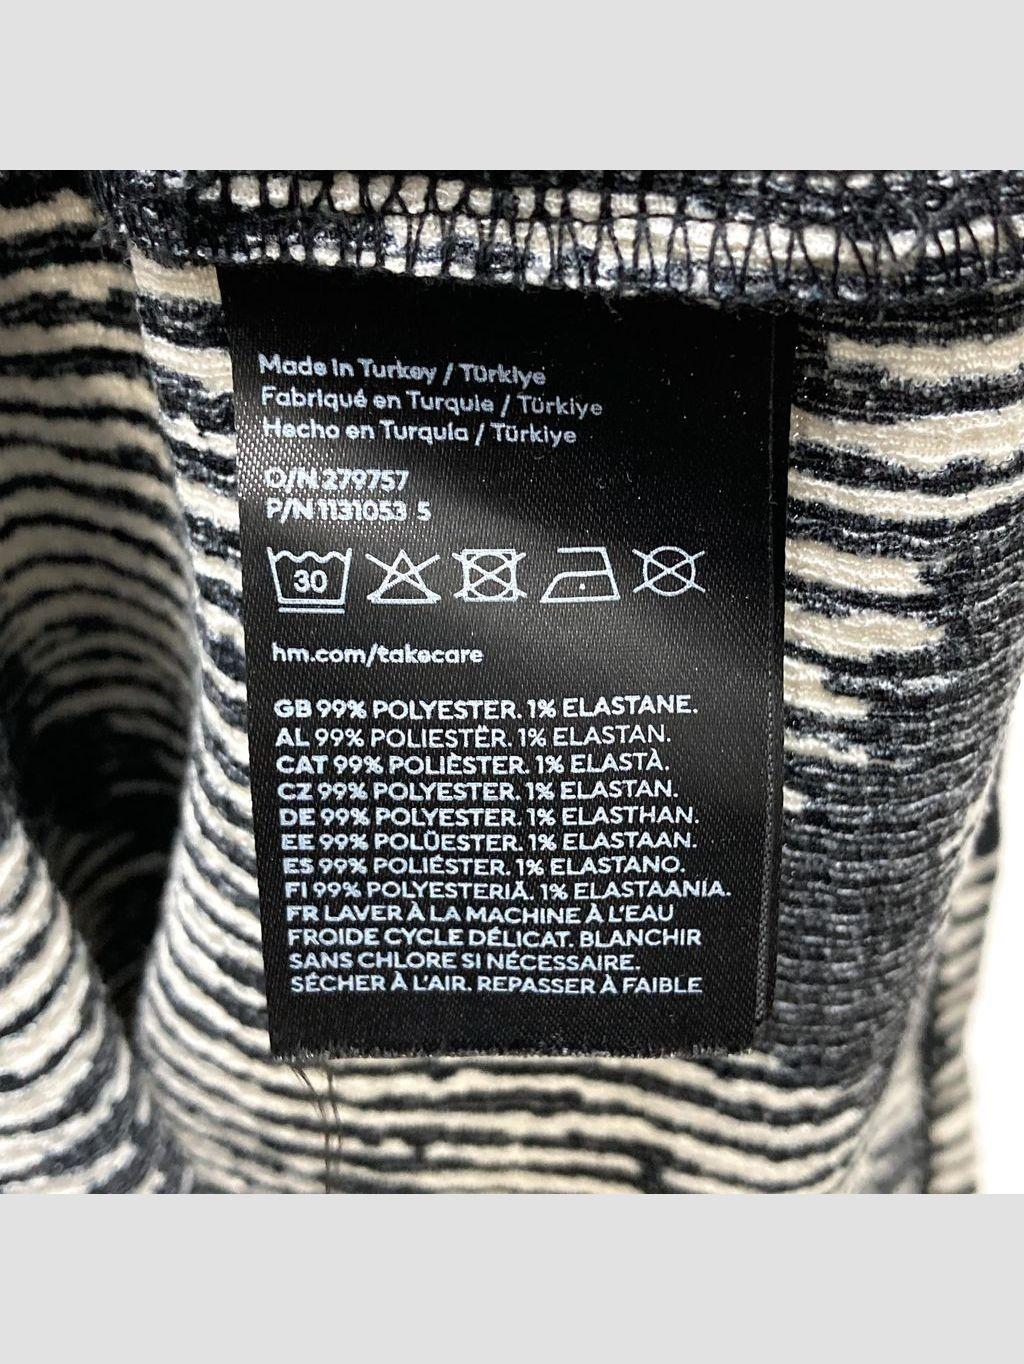 Made in Turkey / Türkiye
Fabriqué en Turquie / Türkiye
Hecho en Turquía / Türkiye
O/N 279757
P/N 1131053 5
30
hm.com/takecare
GB 99% POLYESTER. 1% ELASTANE.
AL 99% POLIESTËR. 1% ELASTAN.
CAT 99% POLIÈSTER. 1% ELASTÀ.
CZ 99% POLYESTER. 1% ELASTAN.
DE 99% POLYESTER. 1% ELASTHAN.
EE 99% POLÜESTER. 1% ELASTAAN.
ES 99% POLIÉSTER. 1% ELASTANO.
FI 99% POLYESTERIÄ. 1% ELASTAANIA.
FR LAVER À LA MACHINE À L'EAU
FROIDE CYCLE DÉLICAT. BLANCHIR
SANS CHLORE SI NÉCESSAIRE.
SÉCHER À L'AIR. REPASSER À FAIBLE